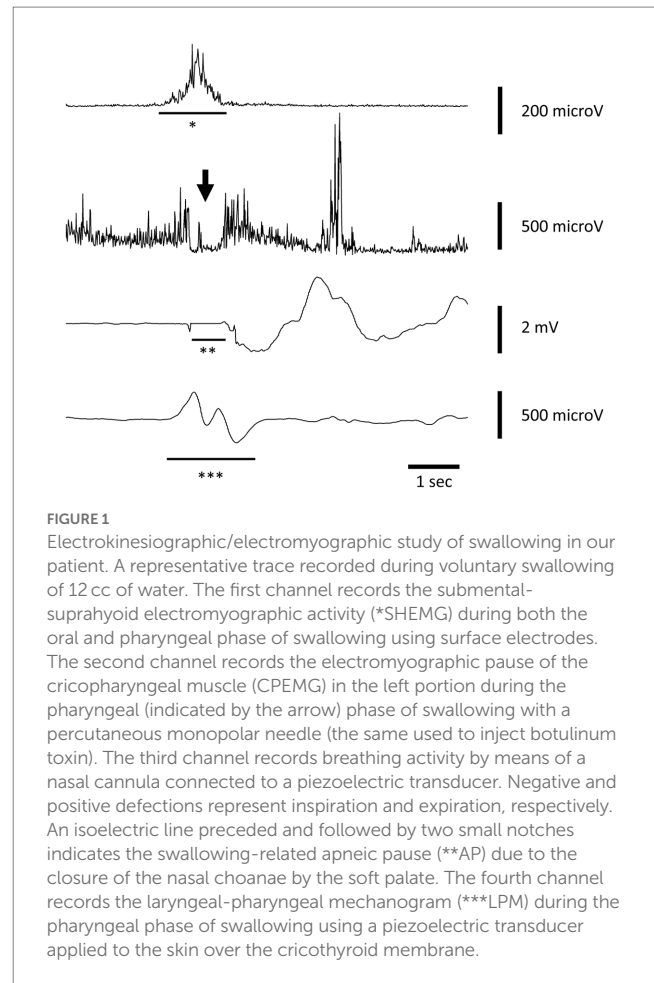 200 microV
*
500 microV
2 mV
**
500 microV
***
1 sec
FIGURE 1
Electrokinesiographic/electromyographic study of swallowing in our
patient. A representative trace recorded during voluntary swallowing
of 12 cc of water. The first channel records the submental-
suprahyoid electromyographic activity (*SHEMG) during both the
oral and pharyngeal phase of swallowing using surface electrodes.
The second channel records the electromyographic pause of the
cricopharyngeal muscle (CPEMG) in the left portion during the
pharyngeal (indicated by the arrow) phase of swallowing with a
percutaneous monopolar needle (the same used to inject botulinum
toxin). The third channel records breathing activity by means of a
nasal cannula connected to a piezoelectric transducer. Negative and
positive defections represent inspiration and expiration, respectively.
An isoelectric line preceded and followed by two small notches
indicates the swallowing-related apneic pause (**AP) due to the
closure of the nasal choanae by the soft palate. The fourth channel
records the laryngeal-pharyngeal mechanogram (***LPM) during the
pharyngeal phase of swallowing using a piezoelectric transducer
applied to the skin over the cricothyroid membrane.